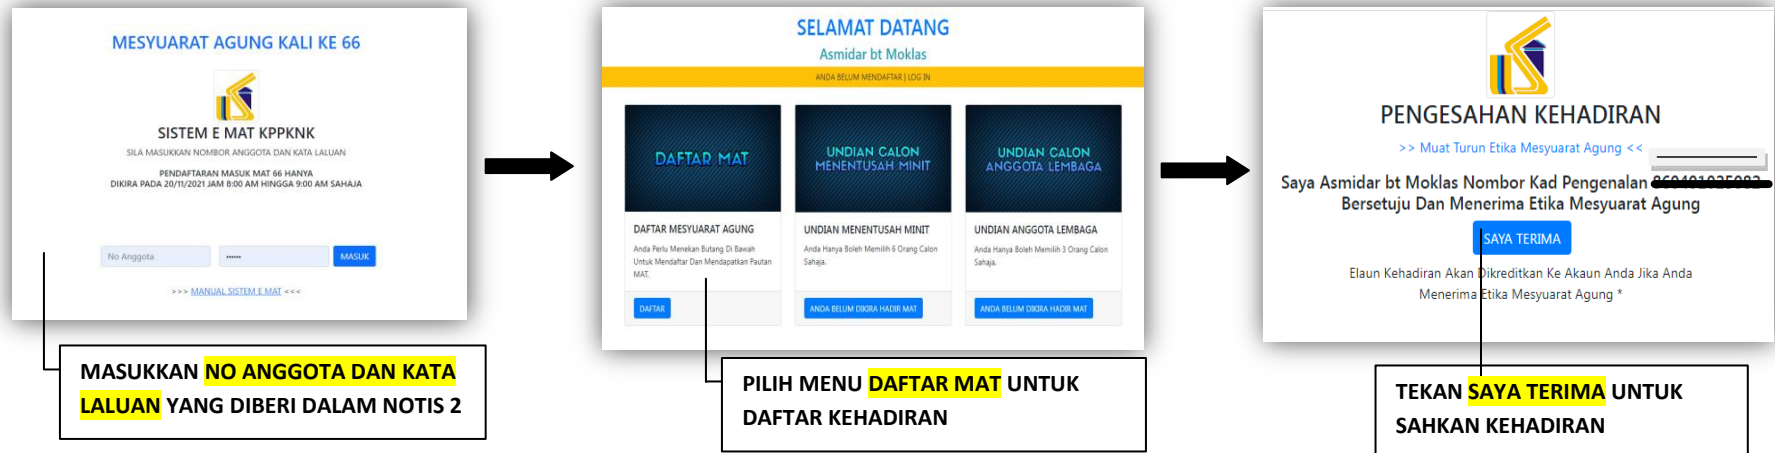 MESYUARAT AGUNG KALI KE 66
SISTEM E MAT KPPKNK
SILA MASUKKAN NOMBOR ANGGOTA DAN KATA LALUAN
PENDAFTARAN MASUK MAT 66 HANYA
DIKIRA PADA 20/11/2021 JAM 8:00 AM HINGGA 9:00 AM SAHAJA
No Anggota
MASUK
>>> MANUAL SISTEM E MAT <<<
MASUKKAN NO ANGGOTA DAN KATA
LALUAN YANG DIBERI DALAM NOTIS 2
SELAMAT DATANG
Asmidar bt Moklas
ANDA BELUM MENDAFTAR | LOG IN
DAFTAR MAT
DAFTAR MESYUARAT AGUNG
Anda Perlu Menekan Butang Di Bawah
Untuk Mendaftar Dan Mendapatkan Pautan
MAT.
DAFTAR
UNDIAN CALON
MENENTUSAH MINIT
UNDIAN MENENTUSAH MINIT
Anda Hanya Boleh Memilih 6 Orang Calon
Sahaja.
ANDA BELUM DIKIRA HADIR MAT
UNDIAN CALON
ANGGOTA LEMBAGA
UNDIAN ANGGOTA LEMBAGA
Anda Hanya Boleh Memilih 3 Orang Calon
Sahaja.
ANDA BELUM DIKIRA HADIR MAT
PILIH MENU DAFTAR MAT UNTUK
DAFTAR KEHADIRAN
PENGESAHAN KEHADIRAN
>> Muat Turun Etika Mesyuarat Agung <<
Saya Asmidar bt Moklas Nombor Kad Pengenalan
Bersetuju Dan Menerima Etika Mesyuarat Agung
SAYA TERIMA
Elaun Kehadiran Akan Dikreditkan Ke Akaun Anda Jika Anda
Menerima Etika Mesyuarat Agung *
TEKAN SAYA TERIMA UNTUK
SAHKAN KEHADIRAN